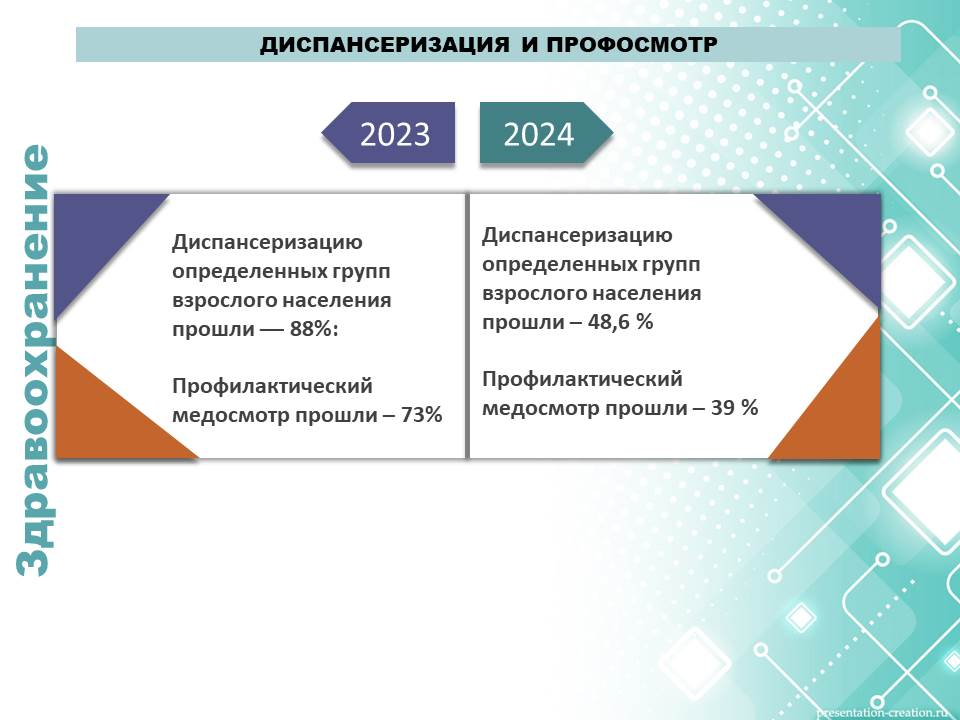 ДИСПАНСЕРИЗАЦИЯ И ПРОФОСМОТР
2023
2024
Здравоохранение
Диспансеризацию
определенных групп
взрослого населения
прошли — 88%:
Профилактический
медосмотр прошли – 73%
Диспансеризацию
определенных групп
взрослого населения
прошли – 48,6 %
Профилактический
медосмотр прошли – 39 %
presentation-creation.ru